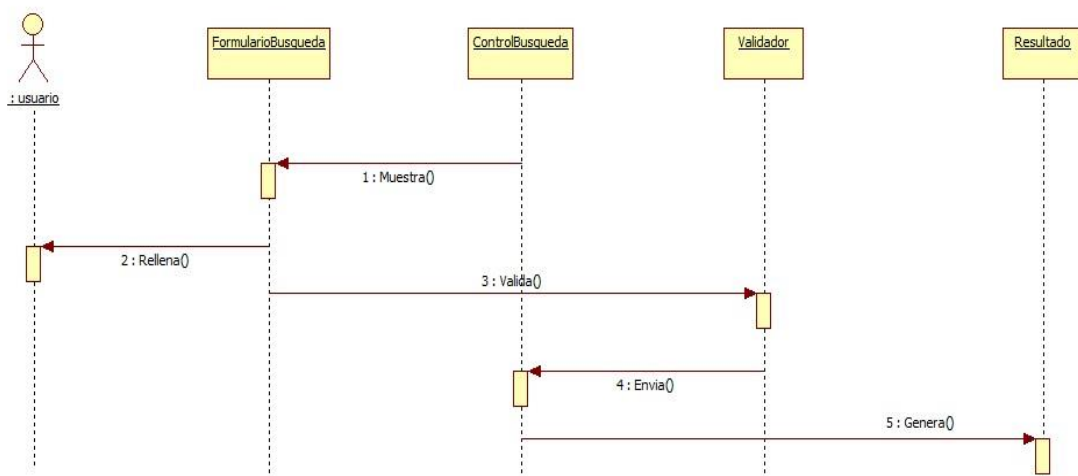 FormularioBusqueda
ControlBusqueda
Validador
Resultado
: usuario
1 : Muestra()
2 : Rellena()
3 : Valida()
4 : Envia()
5 : Genera()